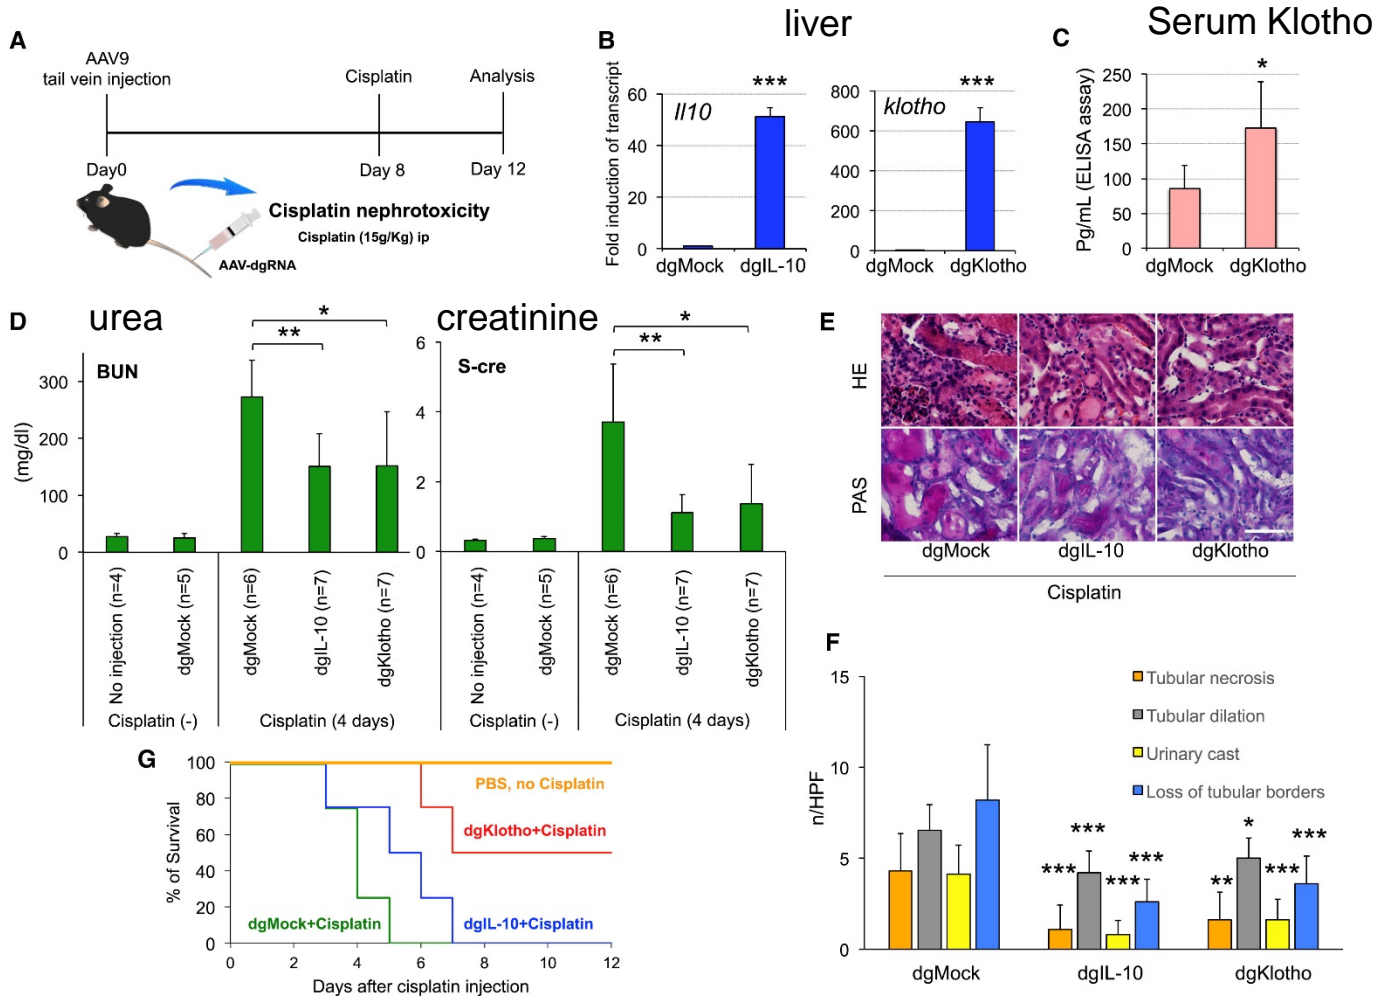 liver
Serum Klotho
A
AAV9
tail vein injection
Cisplatin
Analysis
Day0
Day 8
Day 12
Cisplatin nephrotoxicity
Cisplatin (15g/Kg) ip
AAV-dgRNA
B
Fold induction of transcript
60
40
20
0
Il10
***
dgMock
dgIL-10
800
600
400
200
0
klotho
***
dgMock
dgKlotho
C
Pg/mL (ELISA assay)
250
200
150
100
50
0
*
dgMock
dgKlotho
D
urea
BUN
(mg/dl)
300
200
100
0
*
**
No injection (n=4)
dgMock (n=5)
dgMock (n=6)
dgIL-10 (n=7)
dgKlotho (n=7)
Cisplatin (-)
Cisplatin (4 days)
creatinine
S-cre
6
4
2
0
*
**
No injection (n=4)
dgMock (n=5)
dgMock (n=6)
dgIL-10 (n=7)
dgKlotho (n=7)
Cisplatin (-)
Cisplatin (4 days)
E
HE
PAS
dgMock
dgIL-10
dgKlotho
Cisplatin
F
n/HPF
15
10
5
0
Tubular necrosis
Tubular dilation
Urinary cast
Loss of tubular borders
***
***
***
***
**
*
***
***
dgMock
dgIL-10
dgKlotho
G
% of Survival
100
80
60
40
20
0
PBS, no Cisplatin
dgKlotho+Cisplatin
dgMock+Cisplatin
dgIL-10+Cisplatin
0
2
4
6
8
10
12
Days after cisplatin injection